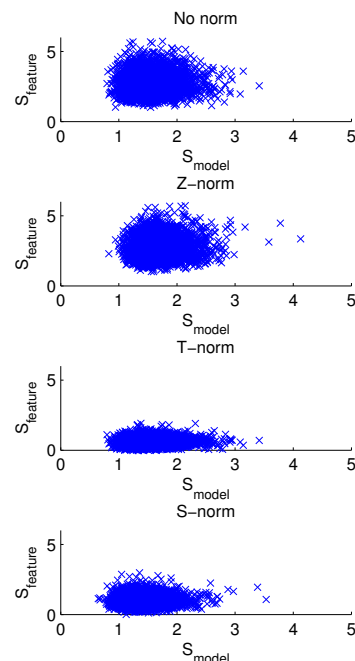 No norm
5
S_feature
0
0 1 2 3 4 5
S_model
Z−norm
5
S_feature
0
0 1 2 3 4 5
S_model
T−norm
5
S_feature
0
0 1 2 3 4 5
S_model
S−norm
5
S_feature
0
0 1 2 3 4 5
S_model